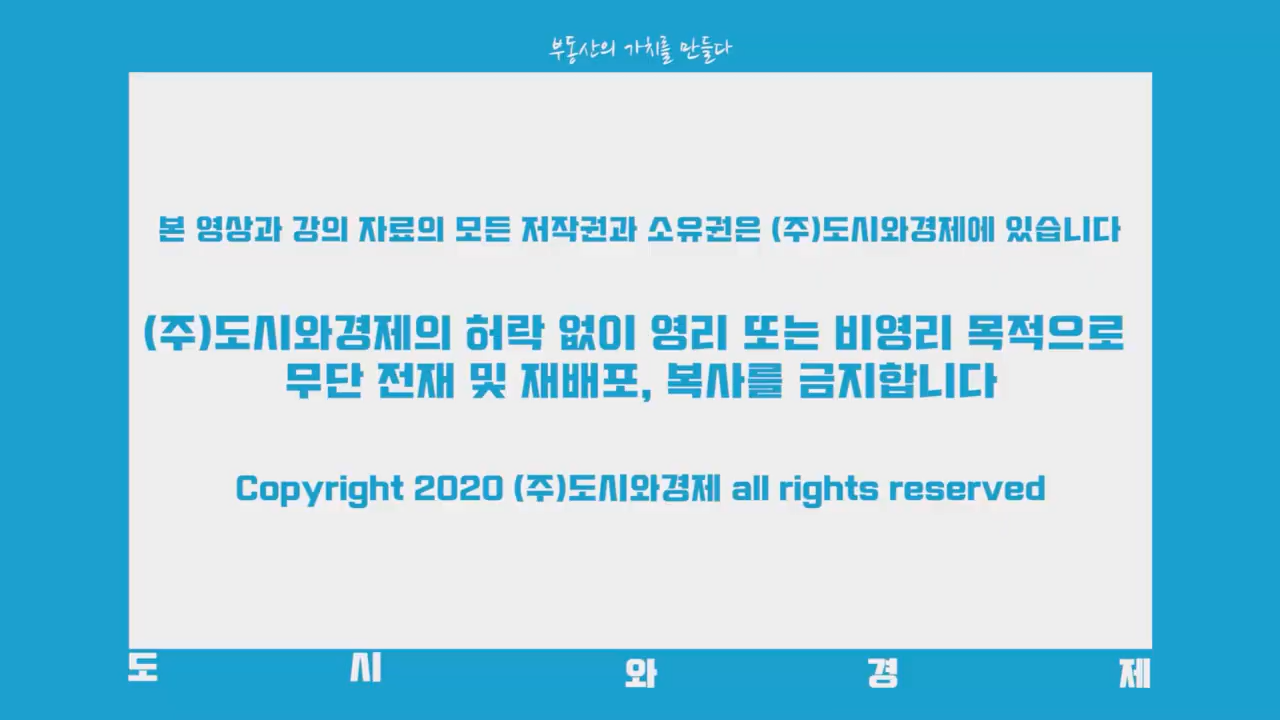 부동산의 가치를 만들다
본 영상과 강의 자료의 모든 저작권과 소유권은 (주)도시와경제에 있습니다
(주)도시와경제의 허락 없이 영리 또는 비영리 목적으로
무단 전재 및 재배포, 복사를 금지합니다
Copyright 2020 (주)도시와경제 all rights reserved
도 시 와 경 제